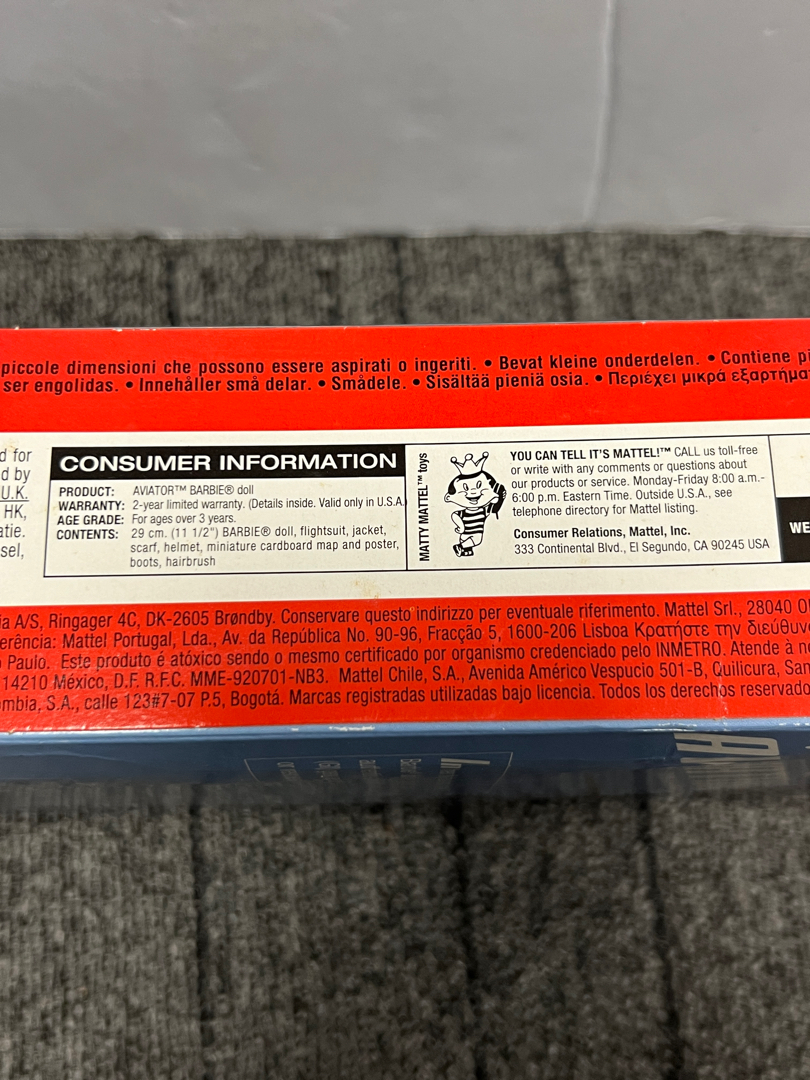 piccole dimensioni che possono essere aspirati o ingeriti. • Bevat kleine onderdelen. • Contiene
ser engolidas. • Innehåller små delar. • Smådele. • Sisältää pieniä osia. • Περιέχει μικρά
d for
d by
U.K.
HK,
CONSUMER INFORMATION
PRODUCT: AVIATOR™ BARBIE® doll
WARRANTY: 2-year limited warranty. (Details inside. Valid only in U.S.A.)
AGE GRADE: For ages over 3 years.
CONTENTS: 29 cm. (11 1/2") BARBIE® doll, flightsuit, jacket,
scarf, helmet, miniature cardboard map and poster,
boots, hairbrush
MATTY MATTEL™ toys
YOU CAN TELL IT'S MATTEL!™ CALL us toll-free
or write with any comments or questions about
our products or service. Monday-Friday 8:00 a.m.-
6:00 p.m. Eastern Time. Outside U.S.A., see
telephone directory for Mattel listing.
Consumer Relations, Mattel, Inc.
333 Continental Blvd., El Segundo, CA 90245 USA
WE
A/S, Ringager 4C, DK-2605 Brøndby. Conservare questo indirizzo per eventuale riferimento. Mattel Srl., 28040
Mattel Portugal, Lda., Av. da República No. 90-96, Fracção 5, 1600-206 Lisboa Κρατήστε την
Paulo. Este produto é atóxico sendo o mesmo certificado por organismo credenciado pelo INMETRO. Atende à
14210 México, D.F. R.F.C. MME-920701-NB3. Mattel Chile, S.A., Avenida Américo Vespucio 501-B, Quilicura,
S.A., calle 123#7-07 P.5, Bogotá. Marcas registradas utilizadas bajo licencia. Todos los derechos